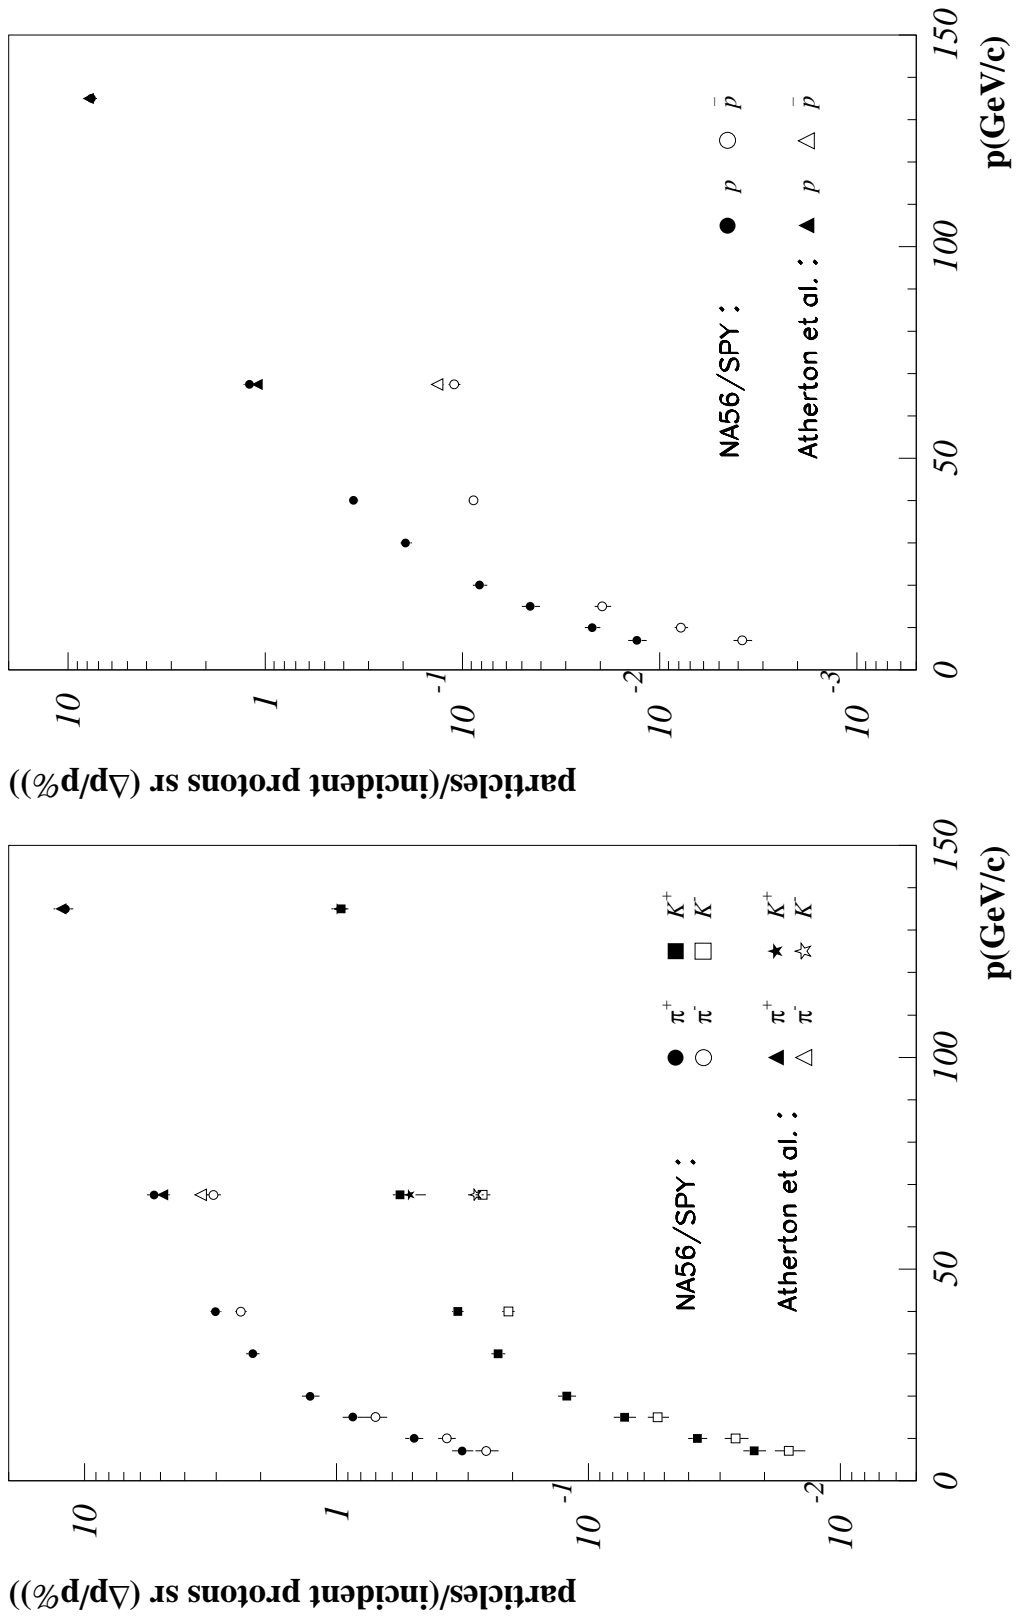 particles/(incident protons sr (Δp/p%))
10
1
10⁻¹
10⁻²
0
50
100
150
p(GeV/c)
NA56/SPY :
π⁺
K⁺
π⁻
K⁻
Atherton et al. :
π⁺
K⁺
π⁻
K⁻
particles/(incident protons sr (Δp/p%))
10
1
10⁻¹
10⁻²
10⁻³
0
50
100
150
p(GeV/c)
NA56/SPY :
p
p̄
Atherton et al. :
p
p̄